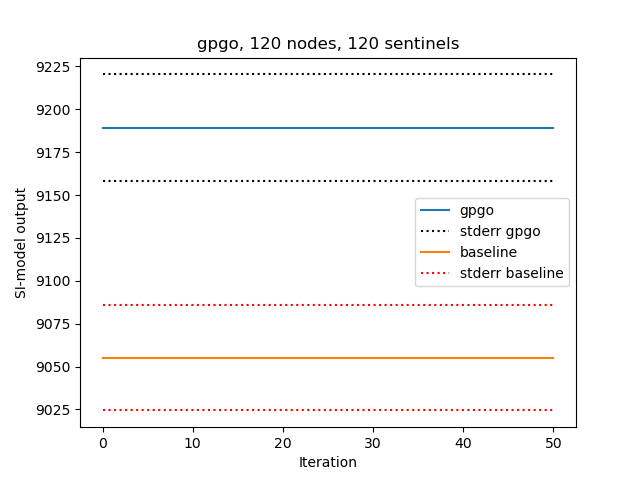 gpgo, 120 nodes, 120 sentinels
9225
9200
9175
9150
9125
9100
9075
9050
9025
SI-model output
gpgo
stderr gpgo
baseline
stderr baseline
0 10 20 30 40 50
Iteration